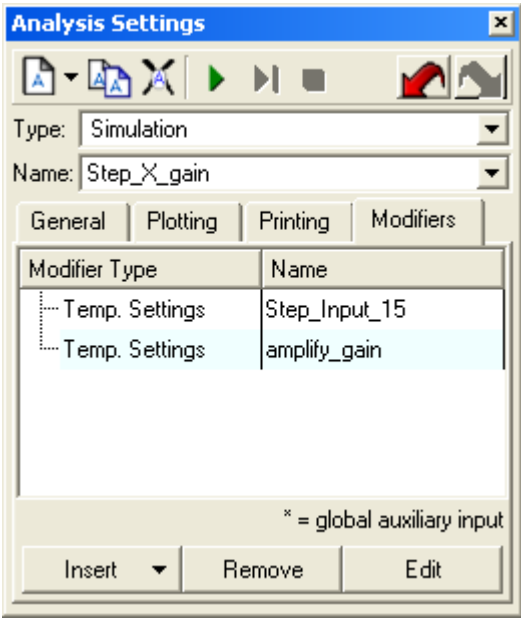 Analysis Settings
Type: Simulation
Name: Step_X_gain
General Plotting Printing Modifiers
Modifier Type Name
Temp. Settings Step_Input_15
Temp. Settings amplify_gain
* = global auxiliary input
Insert Remove Edit